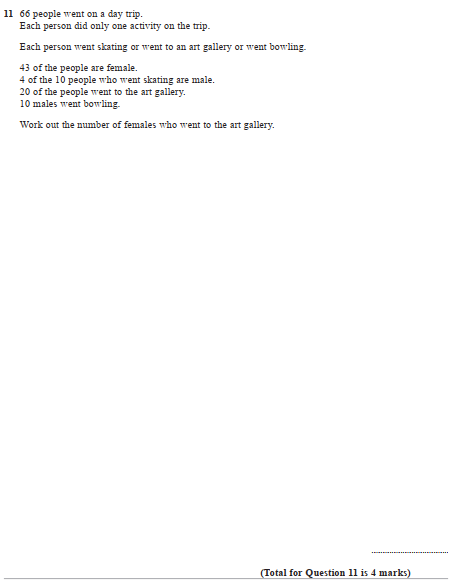 11 66 people went on a day trip.
Each person did only one activity on the trip.
Each person went skating or went to an art gallery or went bowling.
43 of the people are female.
4 of the 10 people who went skating are male.
20 of the people went to the art gallery.
10 males went bowling.
Work out the number of females who went to the art gallery.
(Total for Question 11 is 4 marks)